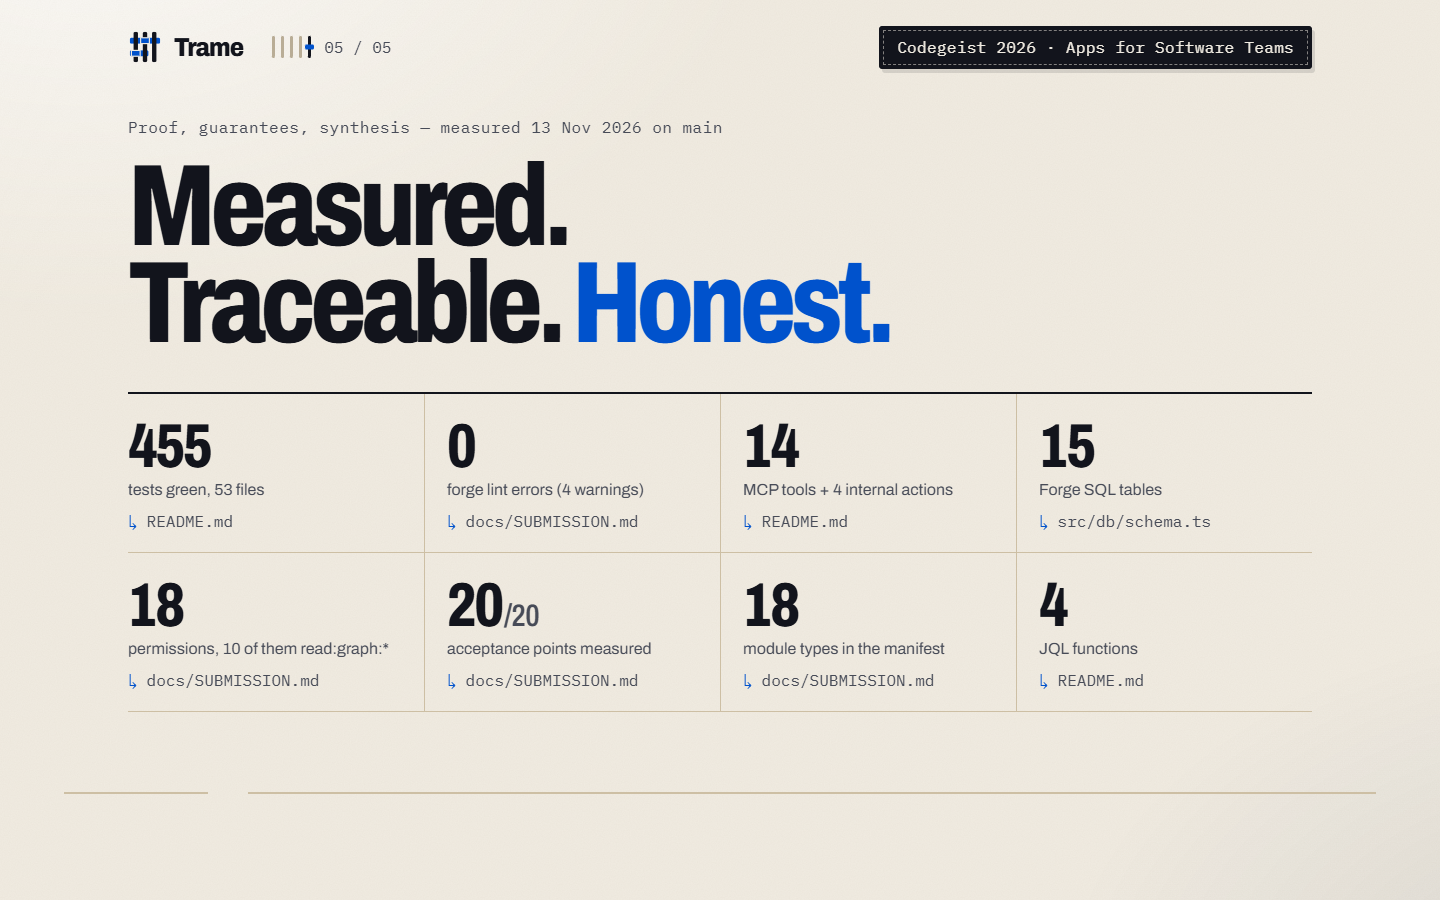 Trame
05 / 05
Codegeist 2026 · Apps for Software Teams
Proof, guarantees, synthesis — measured 13 Nov 2026 on main
Measured.
Traceable. Honest.
455
tests green, 53 files
↳ README.md
0
forge lint errors (4 warnings)
↳ docs/SUBMISSION.md
14
MCP tools + 4 internal actions
↳ README.md
15
Forge SQL tables
↳ src/db/schema.ts
18
permissions, 10 of them read:graph:*
↳ docs/SUBMISSION.md
20/20
acceptance points measured
↳ docs/SUBMISSION.md
18
module types in the manifest
↳ docs/SUBMISSION.md
4
JQL functions
↳ README.md